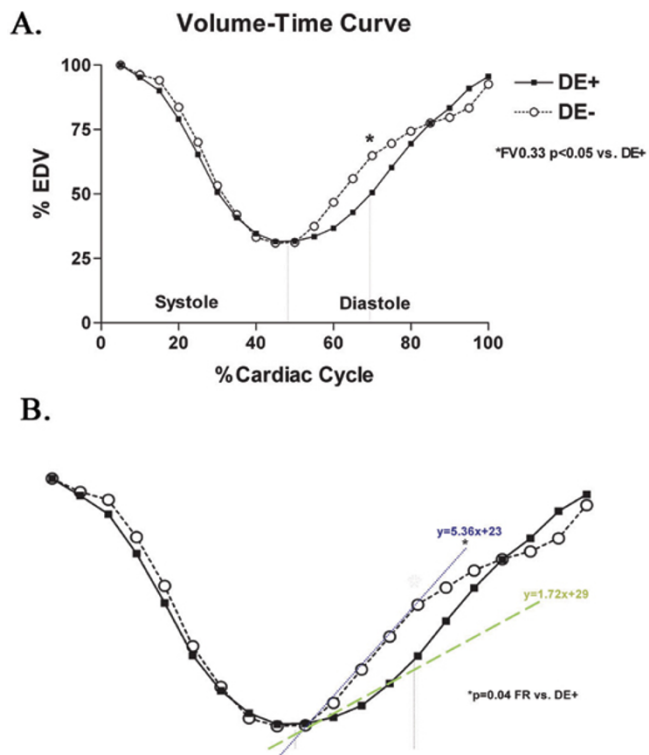 A.
Volume-Time Curve
100
75
50
25
0
% EDV
DE+
DE-
*
*FV0.33 p<0.05 vs. DE+
Systole
Diastole
0
20
40
60
80
100
%Cardiac Cycle
B.
y=5.36x+23
*
y=1.72x+29
*p=0.04 FR vs. DE+